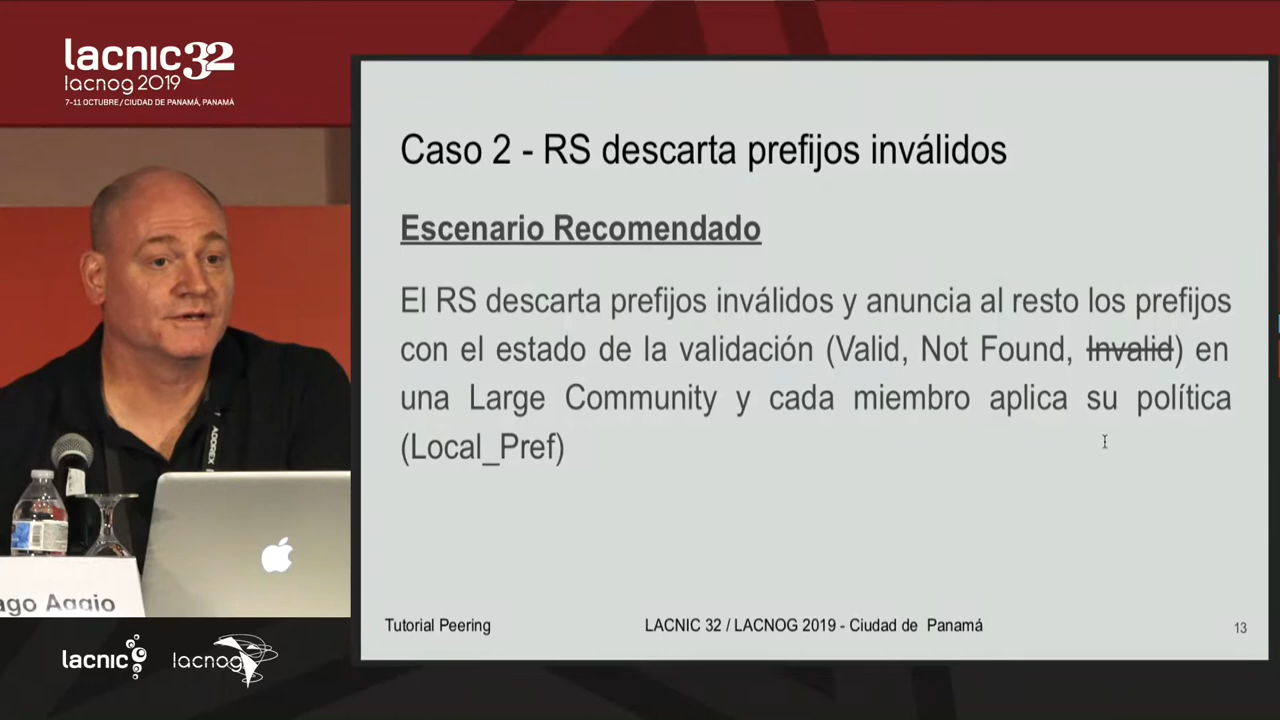 lacnic 32
lacnog 2019
7-11 OCTUBRE / CIUDAD DE PANAMÁ, PANAMÁ
Caso 2 - RS descarta prefijos inválidos
Escenario Recomendado
El RS descarta prefijos inválidos y anuncia al resto los prefijos
con el estado de la validación (Valid, Not Found, Invalid) en
una Large Community y cada miembro aplica su política
(Local_Pref)
ago Aggio
lacnic
lacnog
Tutorial Peering
LACNIC 32 / LACNOG 2019 - Ciudad de Panamá
13